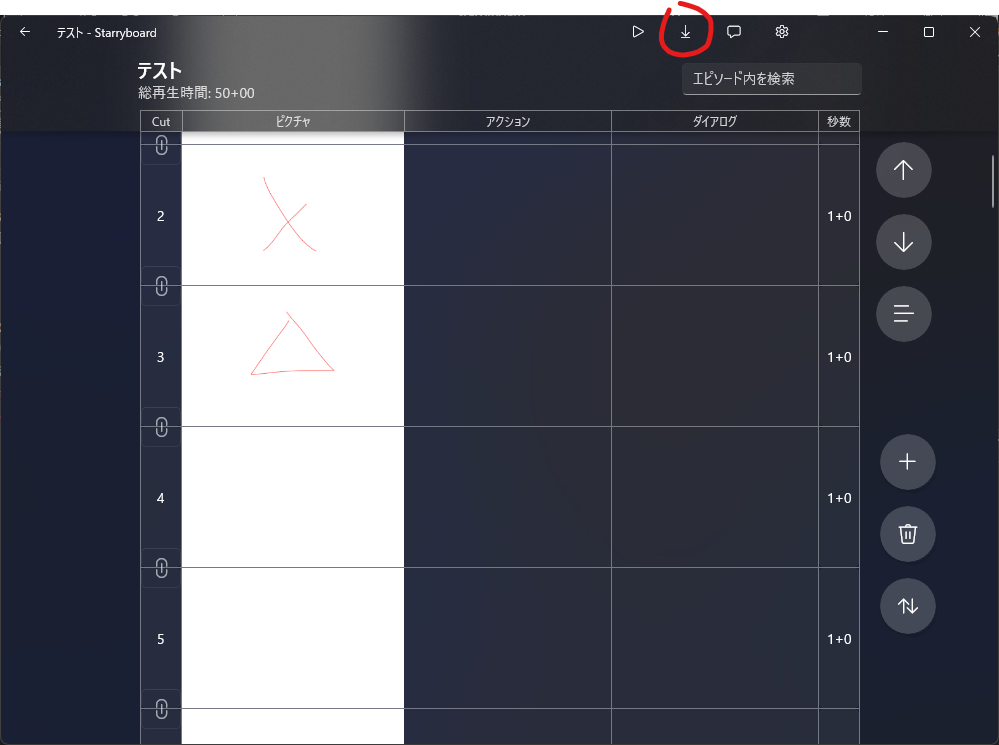 テスト - Starryboard
テスト
総再生時間: 50+00
エピソード内を検索
Cut ピクチャ アクション ダイアログ 秒数
2 1+0
3 1+0
4 1+0
5 1+0